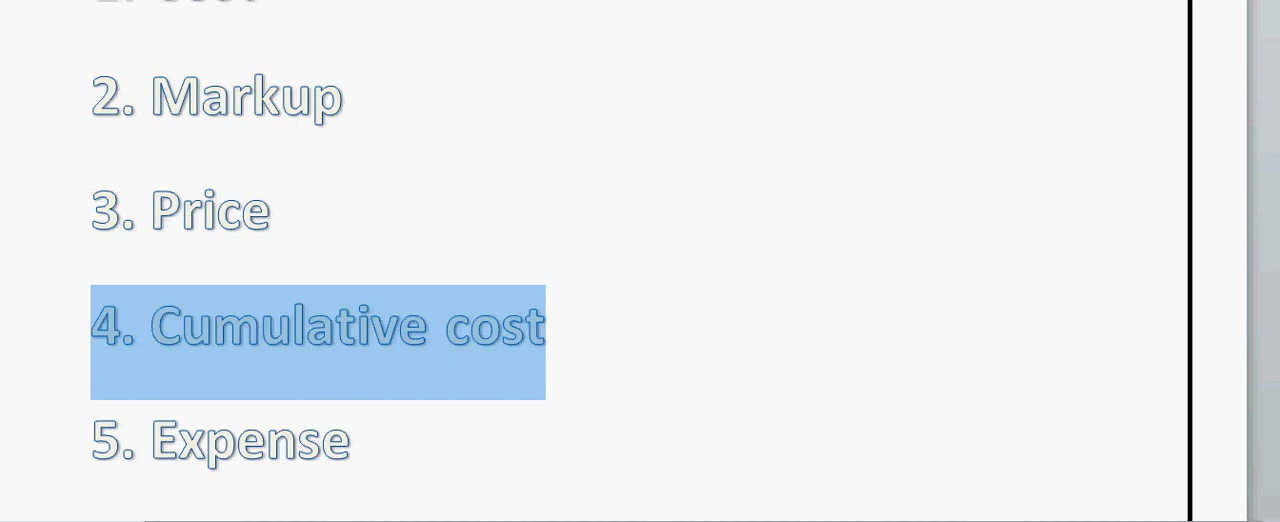 2. Markup
3. Price
4. Cumulative cost
5. Expense